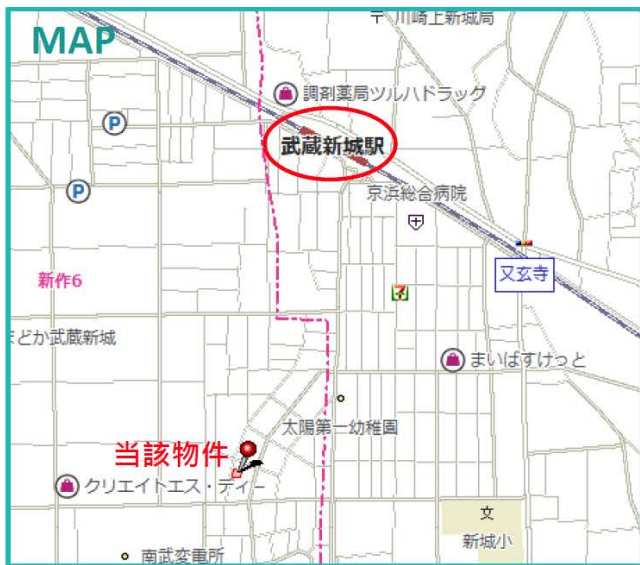 MAP
〒 川崎上新城局
調剤薬局ツルハドラッグ
P
武蔵新城駅
P
京浜総合病院
又玄寺
新作6
7
まどか武蔵新城
まいばすけっと
太陽第一幼稚園
当該物件
クリエイトエス・ディー
文
新城小
南武変電所